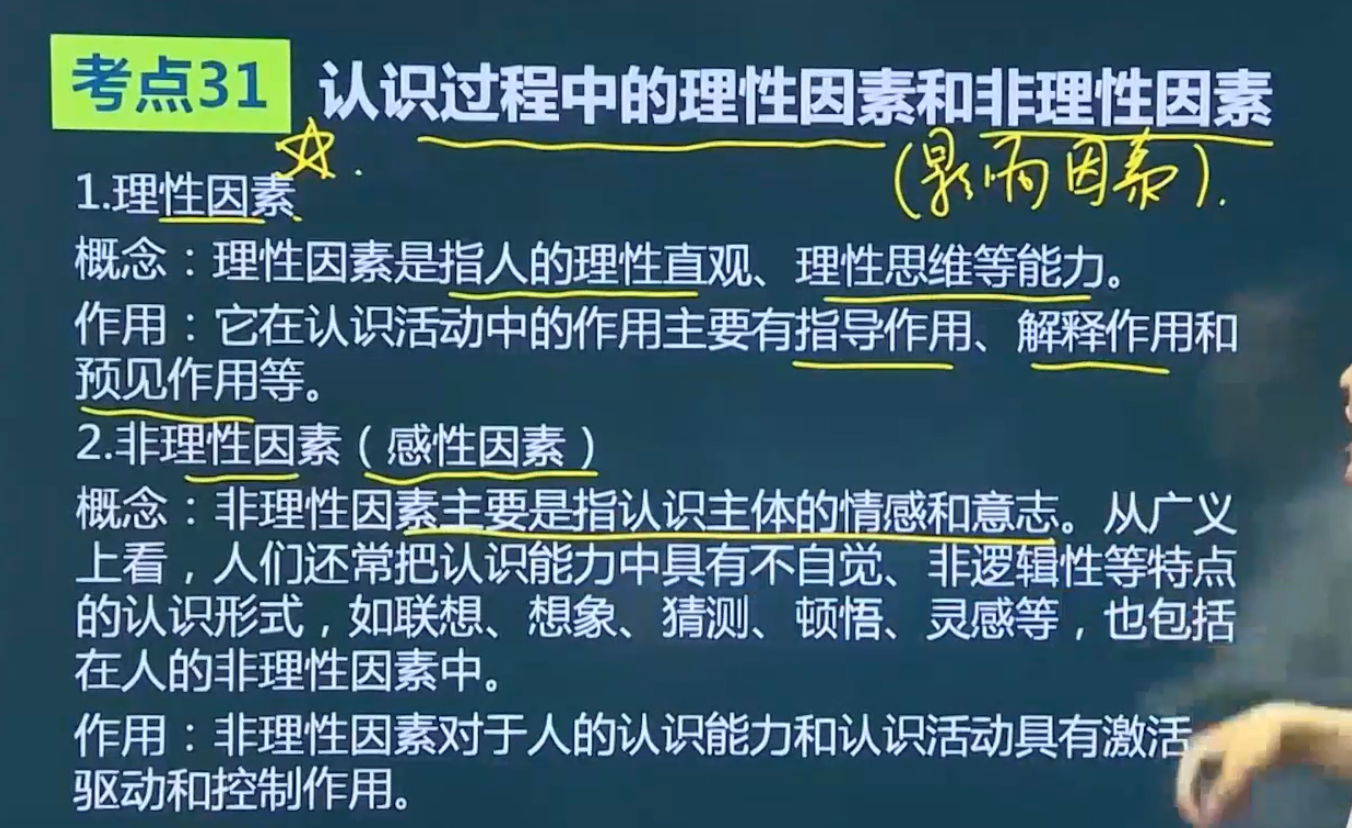 考点31 认识过程中的理性因素和非理性因素
(影响因素).
1.理性因素
概念：理性因素是指人的理性直观、理性思维等能力。
作用：它在认识活动中的作用主要有指导作用、解释作用和
预见作用等。
2.非理性因素（感性因素）
概念：非理性因素主要是指认识主体的情感和意志。从广义
上看，人们还常把认识能力中具有不自觉、非逻辑性等特点
的认识形式，如联想、想象、猜测、顿悟、灵感等，也包括
在人的非理性因素中。
作用：非理性因素对于人的认识能力和认识活动具有激活、
驱动和控制作用。